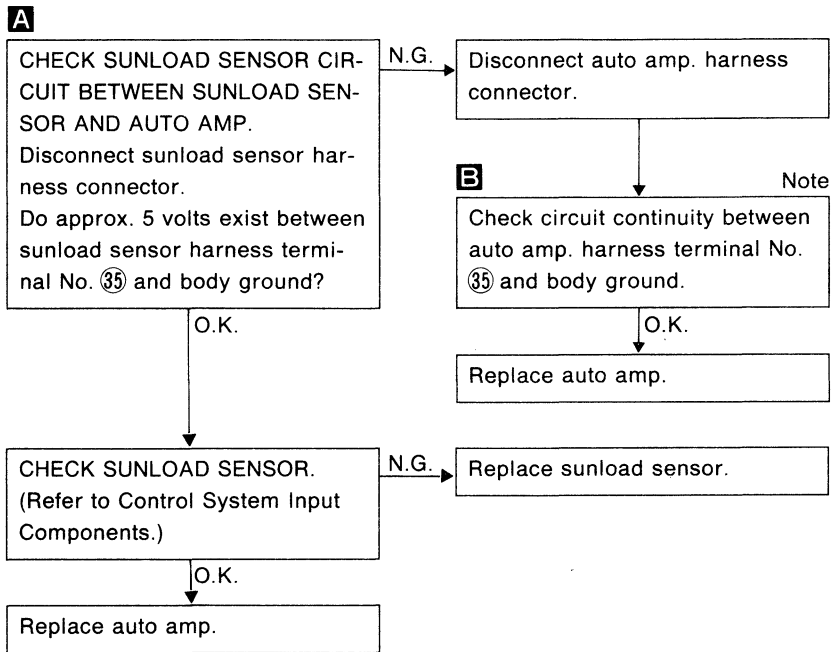 A
CHECK SUNLOAD SENSOR CIR-
CUIT BETWEEN SUNLOAD SEN-
SOR AND AUTO AMP.
Disconnect sunload sensor har-
ness connector.
Do approx. 5 volts exist between
sunload sensor harness termi-
nal No. ㉟ and body ground?
N.G.
Disconnect auto amp. harness
connector.
B
Note
Check circuit continuity between
auto amp. harness terminal No.
㉟ and body ground.
O.K.
Replace auto amp.
O.K.
CHECK SUNLOAD SENSOR.
(Refer to Control System Input
Components.)
N.G.
Replace sunload sensor.
O.K.
Replace auto amp.